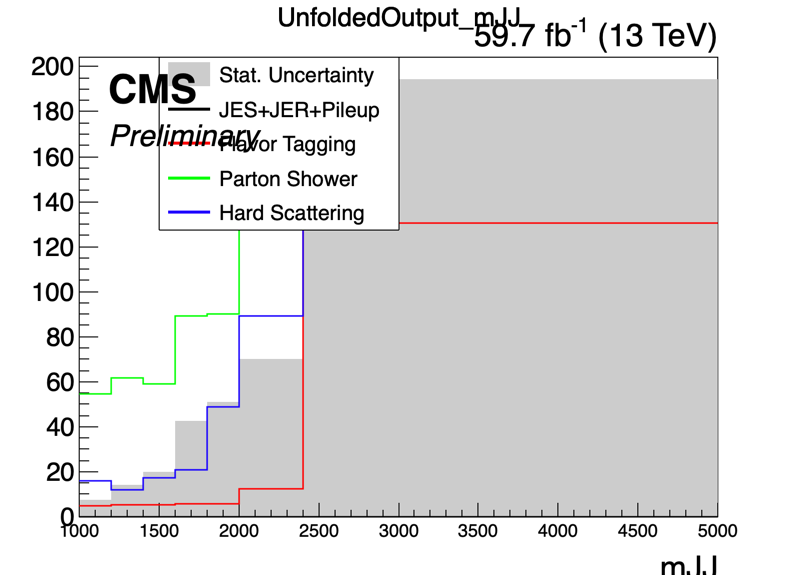 UnfoldedOutput_mJJ
59.7 fb-1 (13 TeV)
CMS
Preliminary
Stat. Uncertainty
JES+JER+Pileup
Flavor Tagging
Parton Shower
Hard Scattering
200
180
160
140
120
100
80
60
40
20
0
1000 1500 2000 2500 3000 3500 4000 4500 5000
mJJ